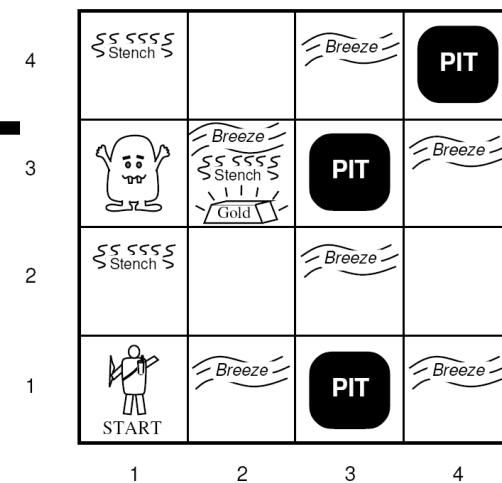 4
Stench
Breeze
PIT
3
Breeze
Stench
Gold
PIT
Breeze
2
Stench
Breeze
1
START
Breeze
PIT
Breeze
1 2 3 4